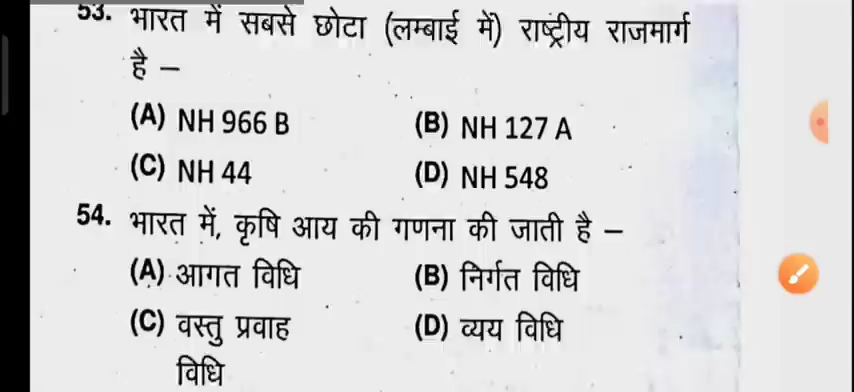 53. भारत में सबसे छोटा (लम्बाई में) राष्ट्रीय राजमार्ग
है –
(A) NH 966 B (B) NH 127 A
(C) NH 44 (D) NH 548
54. भारत में, कृषि आय की गणना की जाती है –
(A) आगत विधि (B) निर्गत विधि
(C) वस्तु प्रवाह (D) व्यय विधि
विधि